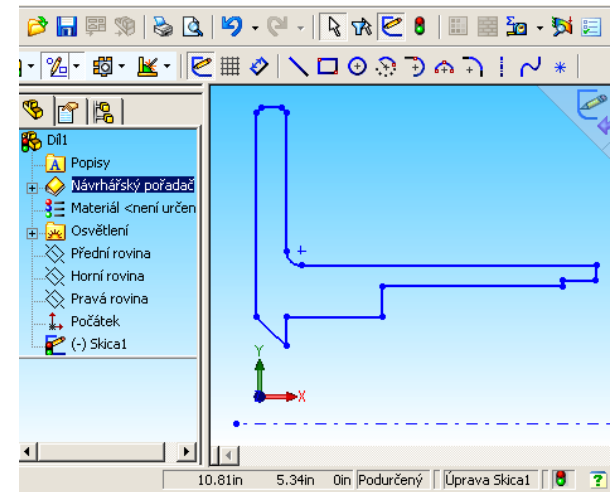 Díl1
A Popisy
Návrhářský pořadač
Materiál <není určen
Osvětlení
Přední rovina
Horní rovina
Pravá rovina
Počátek
(-) Skica1
Y
X
10.81in 5.34in 0in Podurčený Úprava Skica1 ?